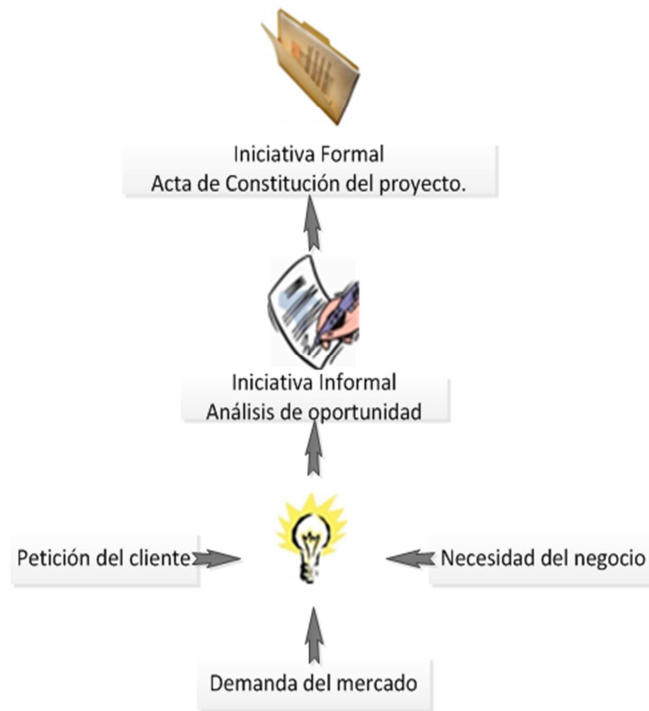 Iniciativa Formal
Acta de Constitución del proyecto.
Iniciativa Informal
Análisis de oportunidad
Petición del cliente
Necesidad del negocio
Demanda del mercado